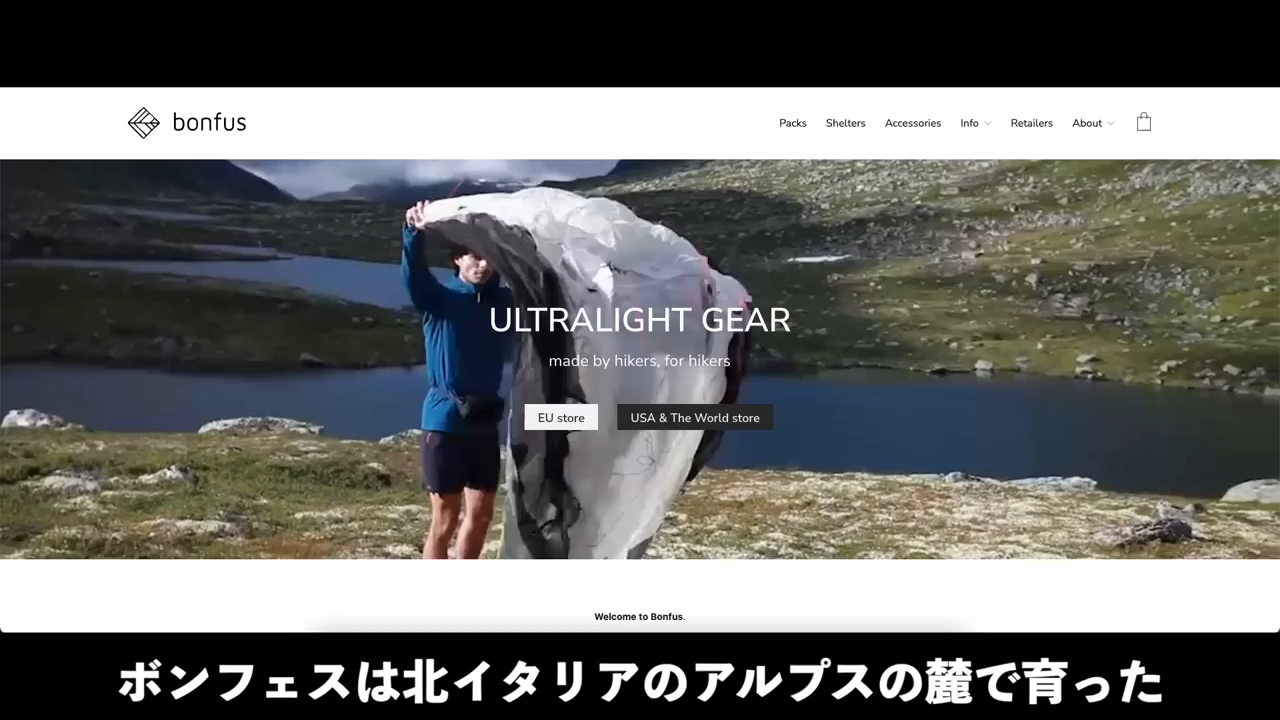 bonfus
Packs Shelters Accessories Info Retailers About
ULTRALIGHT GEAR
made by hikers, for hikers
EU store USA & The World store
Welcome to Bonfus.
ボンフェスは北イタリアのアルプスの麓で育った